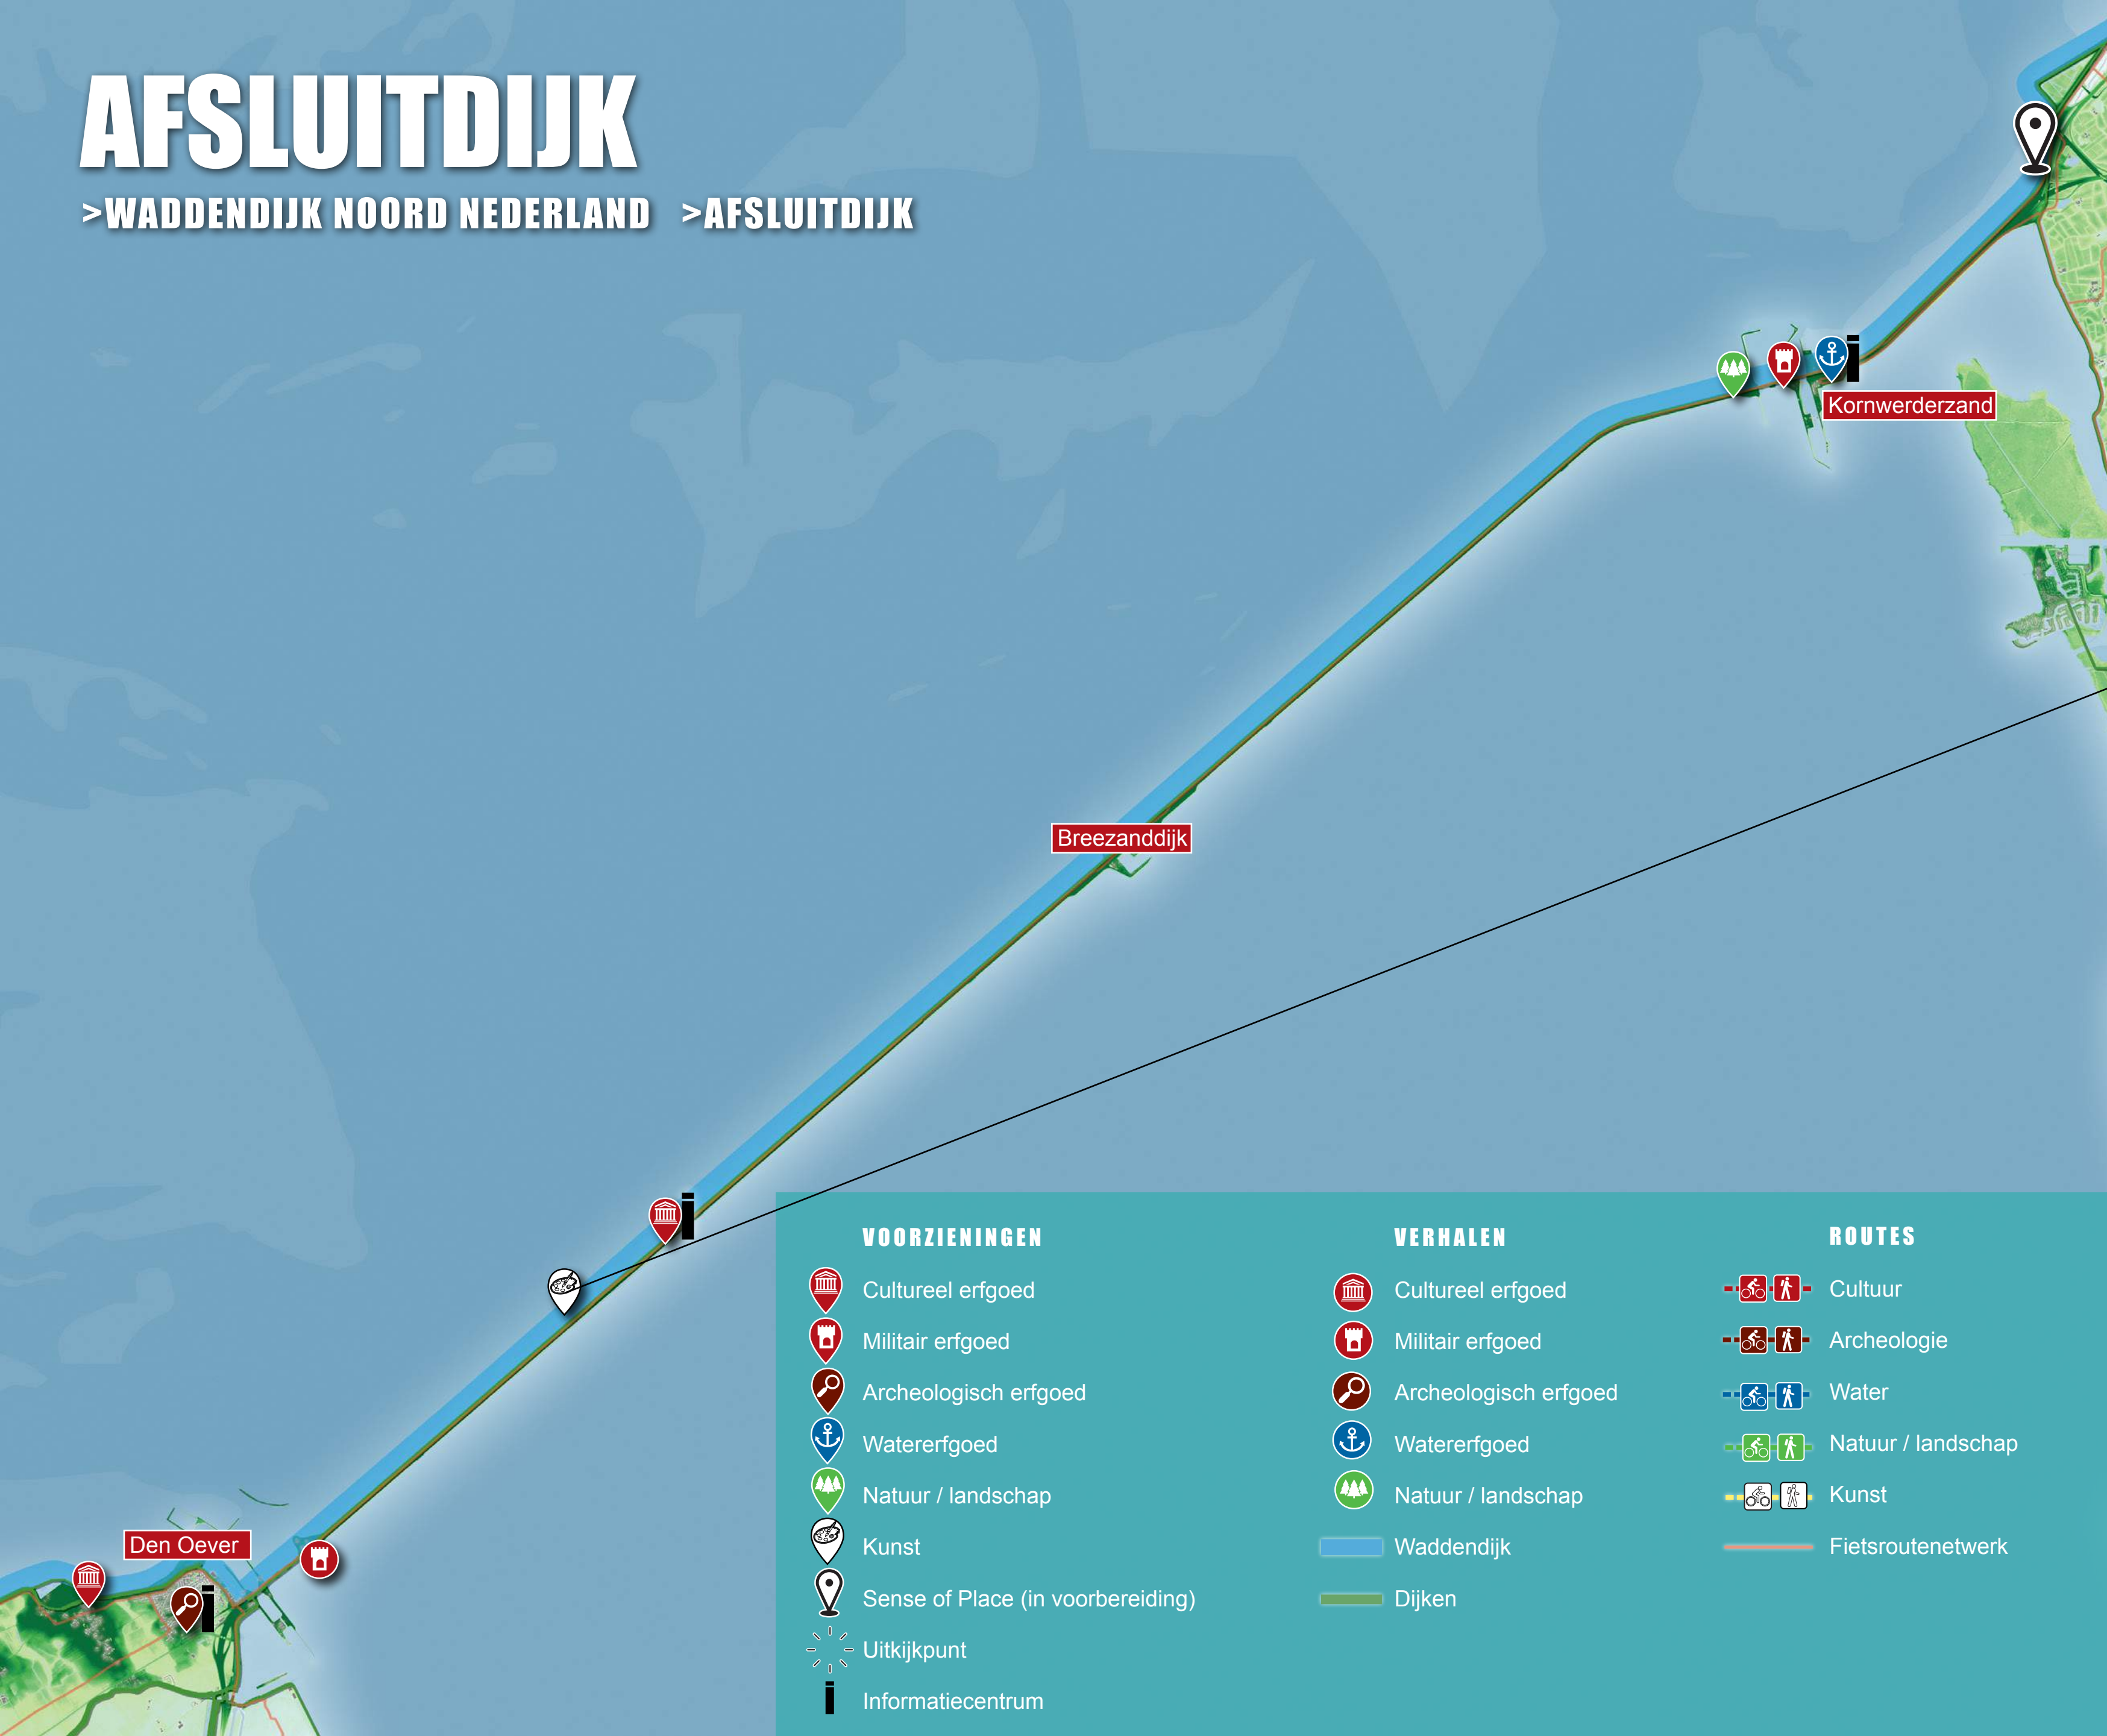 AFSLUITDIJK
>WADDENDIJK NOORD NEDERLAND >AFSLUITDIJK
Kornwerderzand
Breezanddijk
Den Oever
VOORZIENINGEN
Cultureel erfgoed
Militair erfgoed
Archeologisch erfgoed
Watererfgoed
Natuur / landschap
Kunst
Sense of Place (in voorbereiding)
Uitkijkpunt
i Informatiecentrum
VERHALEN
Cultureel erfgoed
Militair erfgoed
Archeologisch erfgoed
Watererfgoed
Natuur / landschap
Waddendijk
Dijken
ROUTES
Cultuur
Archeologie
Water
Natuur / landschap
Kunst
Fietsroutenetwerk